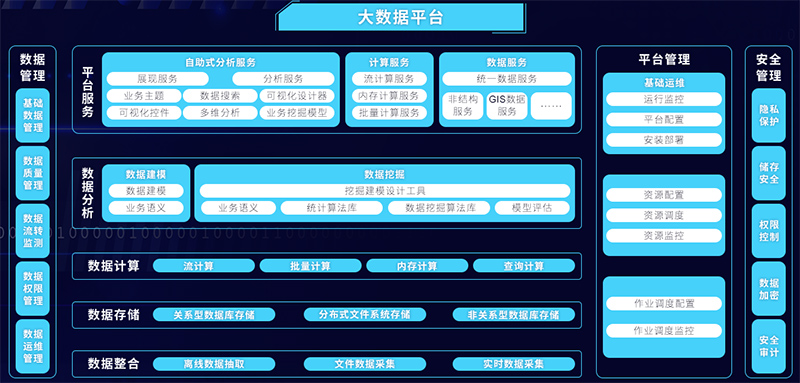 大数据平台
数据
管理
基础
数据
管理
数据
质量
管理
数据
流转
监测
数据
权限
管理
数据
运维
管理
平台服务
自助式分析服务
展现服务
分析服务
业务主题
数据搜索
可视化设计器
可视化控件
多维分析
业务挖掘模型
计算服务
流计算服务
内存计算服务
批量计算服务
数据服务
统一数据服务
非结构
服务
GIS数据
服务
……
数据分析
数据建模
数据建模
业务语义
数据挖掘
挖掘建模设计工具
业务语义
统计算法库
数据挖掘算法库
模型评估
数据计算
流计算
批量计算
内存计算
查询计算
数据存储
关系型数据库存储
分布式文件系统存储
非关系型数据库存储
数据整合
离线数据抽取
文件数据采集
实时数据采集
平台管理
基础运维
运行监控
平台配置
安装部署
资源配置
资源调度
资源监控
作业调度配置
作业调度监控
安全
管理
隐私
保护
储存
安全
权限
控制
数据
加密
安全
审计